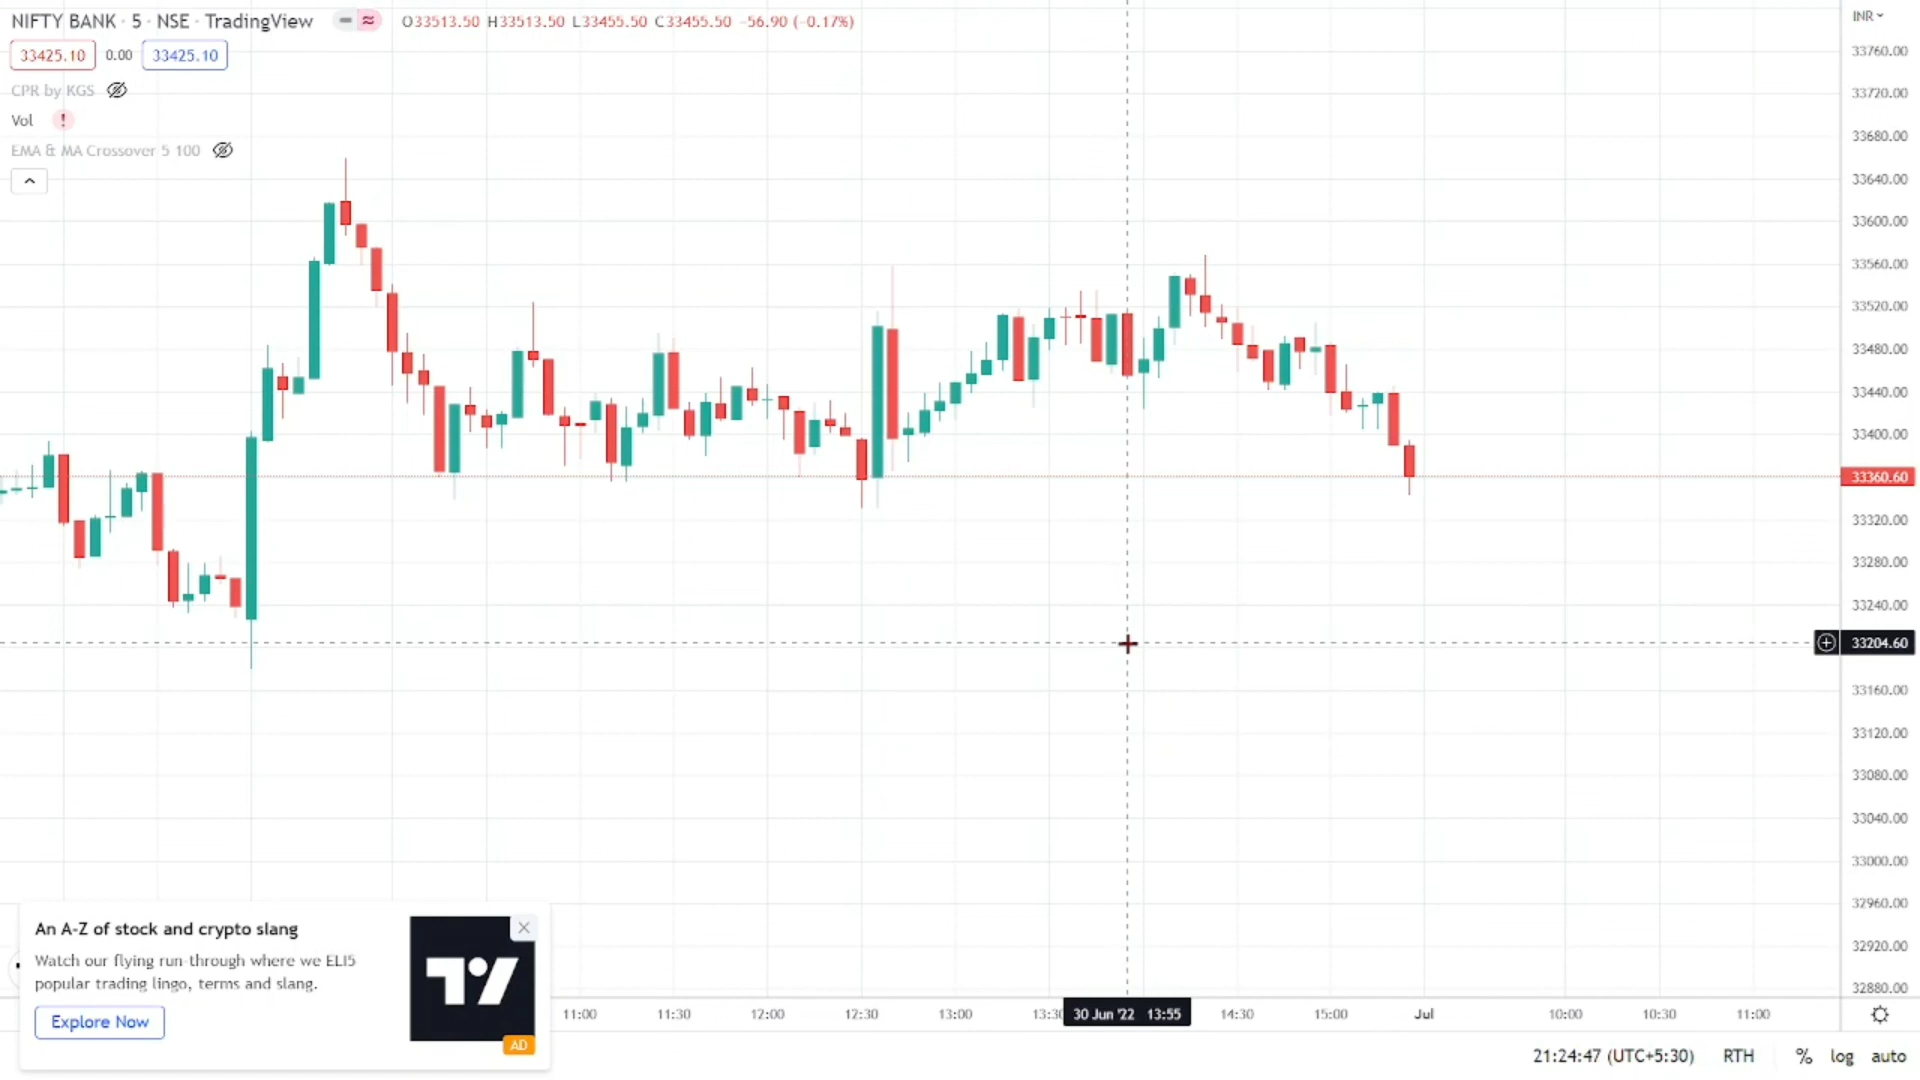 NIFTY BANK · 5 · NSE · TradingView
O33513.50 H33513.50 L33455.50 C33455.50 −56.90 (−0.17%)
INR
33425.10 0.00 33425.10
CPR by KGS
Vol !
EMA & MA Crossover 5 100
33760.00
33720.00
33680.00
33640.00
33600.00
33560.00
33520.00
33480.00
33440.00
33400.00
33360.60
33320.00
33280.00
33240.00
33204.60
33160.00
33120.00
33080.00
33040.00
33000.00
32960.00
32920.00
32880.00
An A-Z of stock and crypto slang
Watch our flying run-through where we ELI5
popular trading lingo, terms and slang.
Explore Now
AD
11:00 11:30 12:00 12:30 13:00 13:30 30 Jun '22 13:55 14:30 15:00 Jul 10:00 10:30 11:00
21:24:47 (UTC+5:30) RTH % log auto